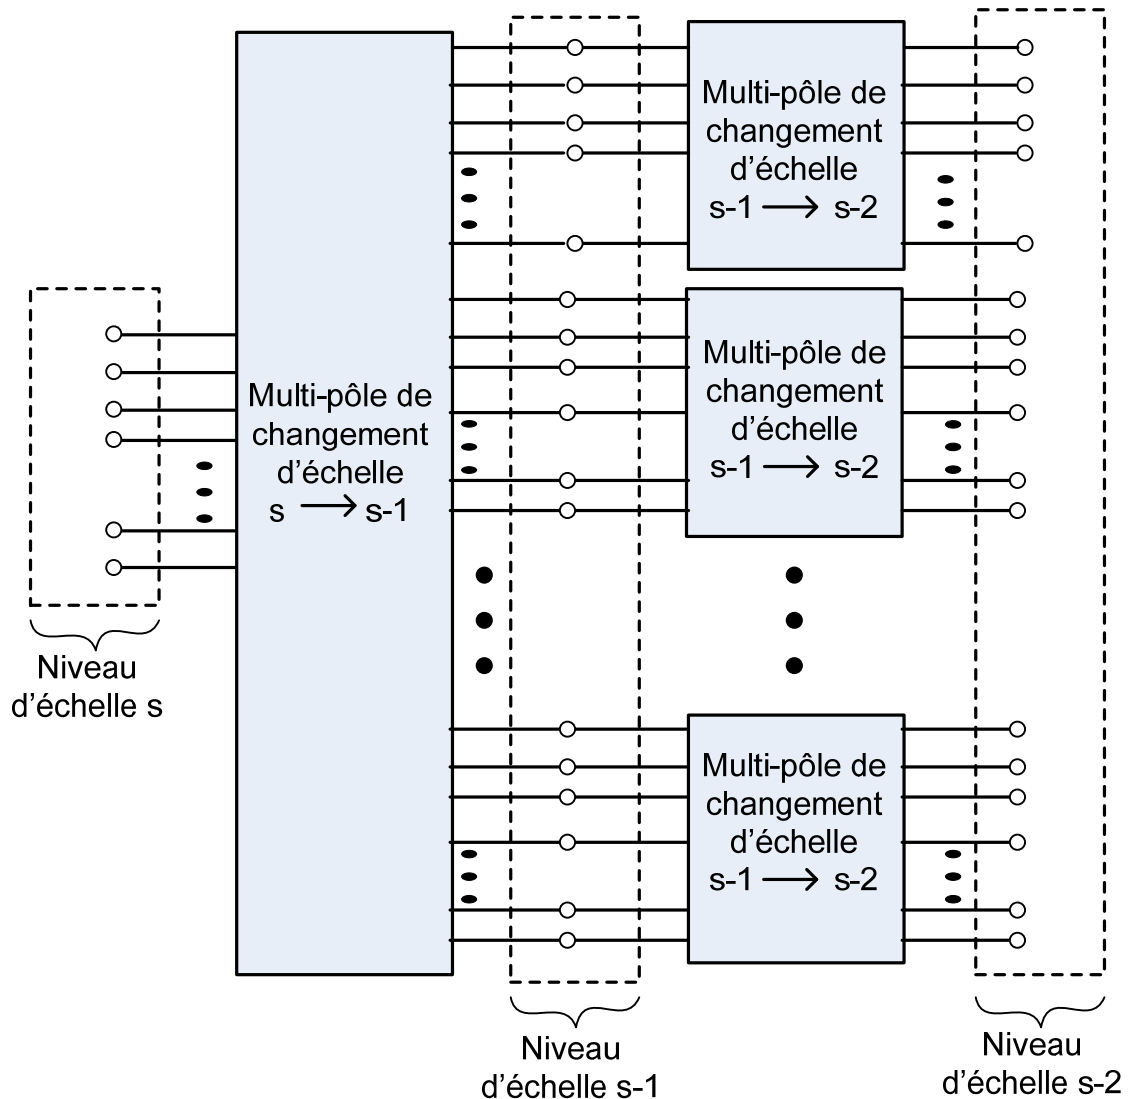 Multi-pôle de
changement
d'échelle
s-1 → s-2
Multi-pôle de
changement
d'échelle
s-1 → s-2
Multi-pôle de
changement
d'échelle
s → s-1
Niveau
d'échelle s
Multi-pôle de
changement
d'échelle
s-1 → s-2
Niveau
d'échelle s-1
Niveau
d'échelle s-2